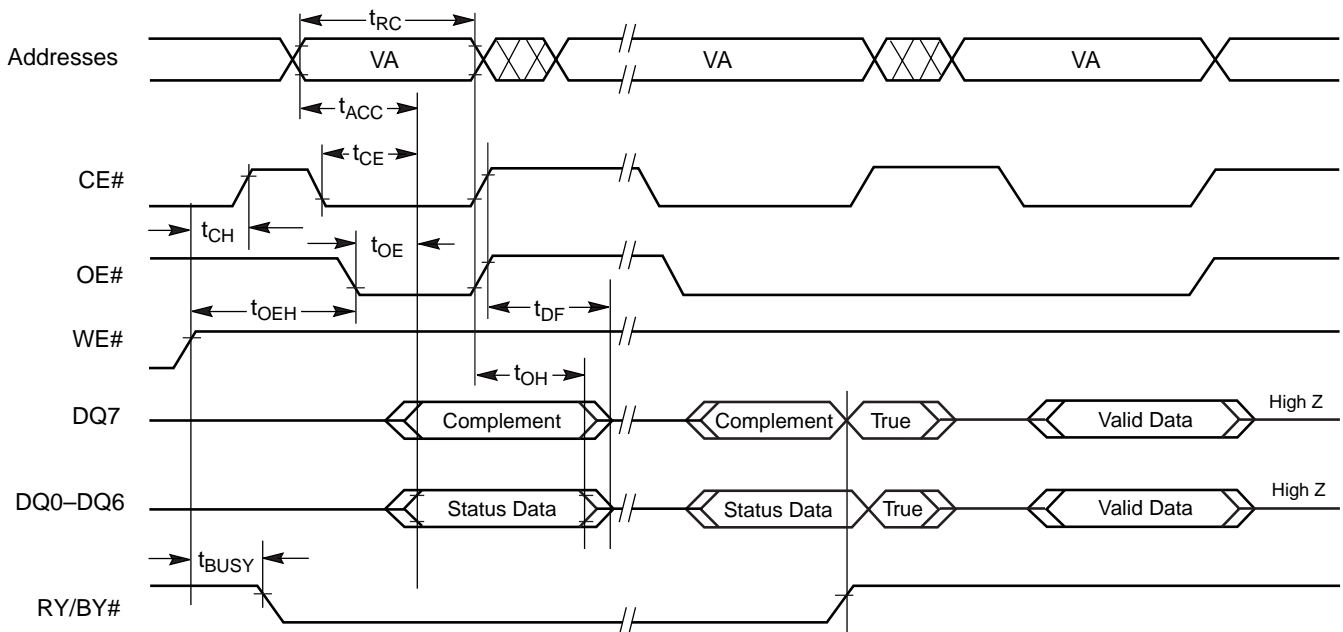 tRC
Addresses VA VA VA
tACC
tCE
CE#
tCH tOE
OE#
tOEH tDF
WE#
tOH
DQ7 Complement Complement True Valid Data High Z
DQ0–DQ6 Status Data Status Data True Valid Data High Z
tBUSY
RY/BY#